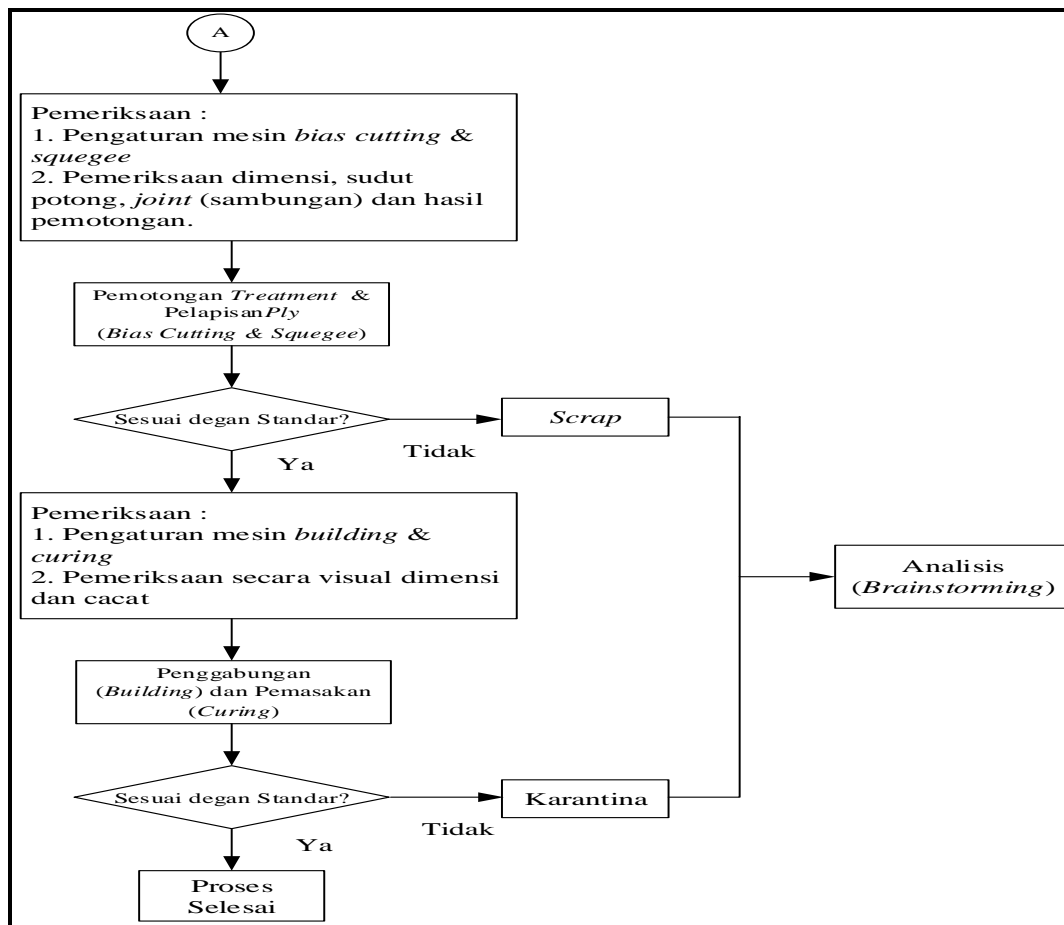 A
Pemeriksaan :
1. Pengaturan mesin bias cutting &
squegee
2. Pemeriksaan dimensi, sudut
potong, joint (sambungan) dan hasil
pemotongan.
Pemotongan Treatment &
PelapisanPly
(Bias Cutting & Squegee)
Sesuai degan Standar?
Tidak
Scrap
Ya
Pemeriksaan :
1. Pengaturan mesin building &
curing
2. Pemeriksaan secara visual dimensi
dan cacat
Analisis
(Brainstorming)
Penggabungan
(Building) dan Pemasakan
(Curing)
Sesuai degan Standar?
Tidak
Karantina
Ya
Proses
Selesai